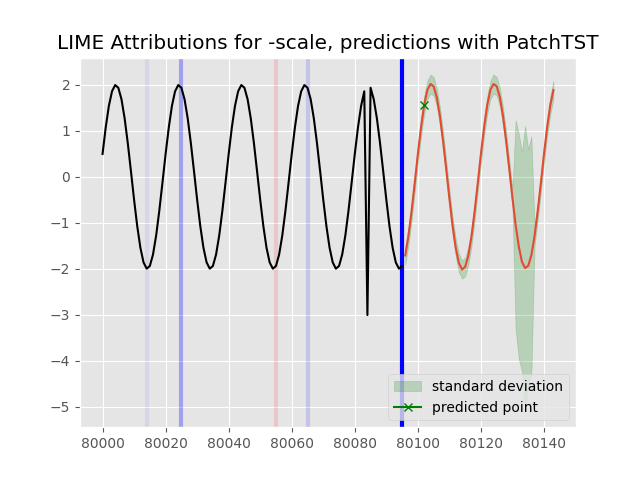 LIME Attributions for -scale, predictions with PatchTST
2
1
0
−1
−2
−3
−4
−5
standard deviation
predicted point
80000 80020 80040 80060 80080 80100 80120 80140